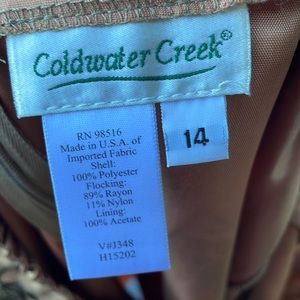 Coldwater Creek®
14
RN 98516
Made in U.S.A. of
Imported Fabric
Shell:
100% Polyester
Flocking:
89% Rayon
11% Nylon
Lining:
100% Acetate
V#J348
H15202